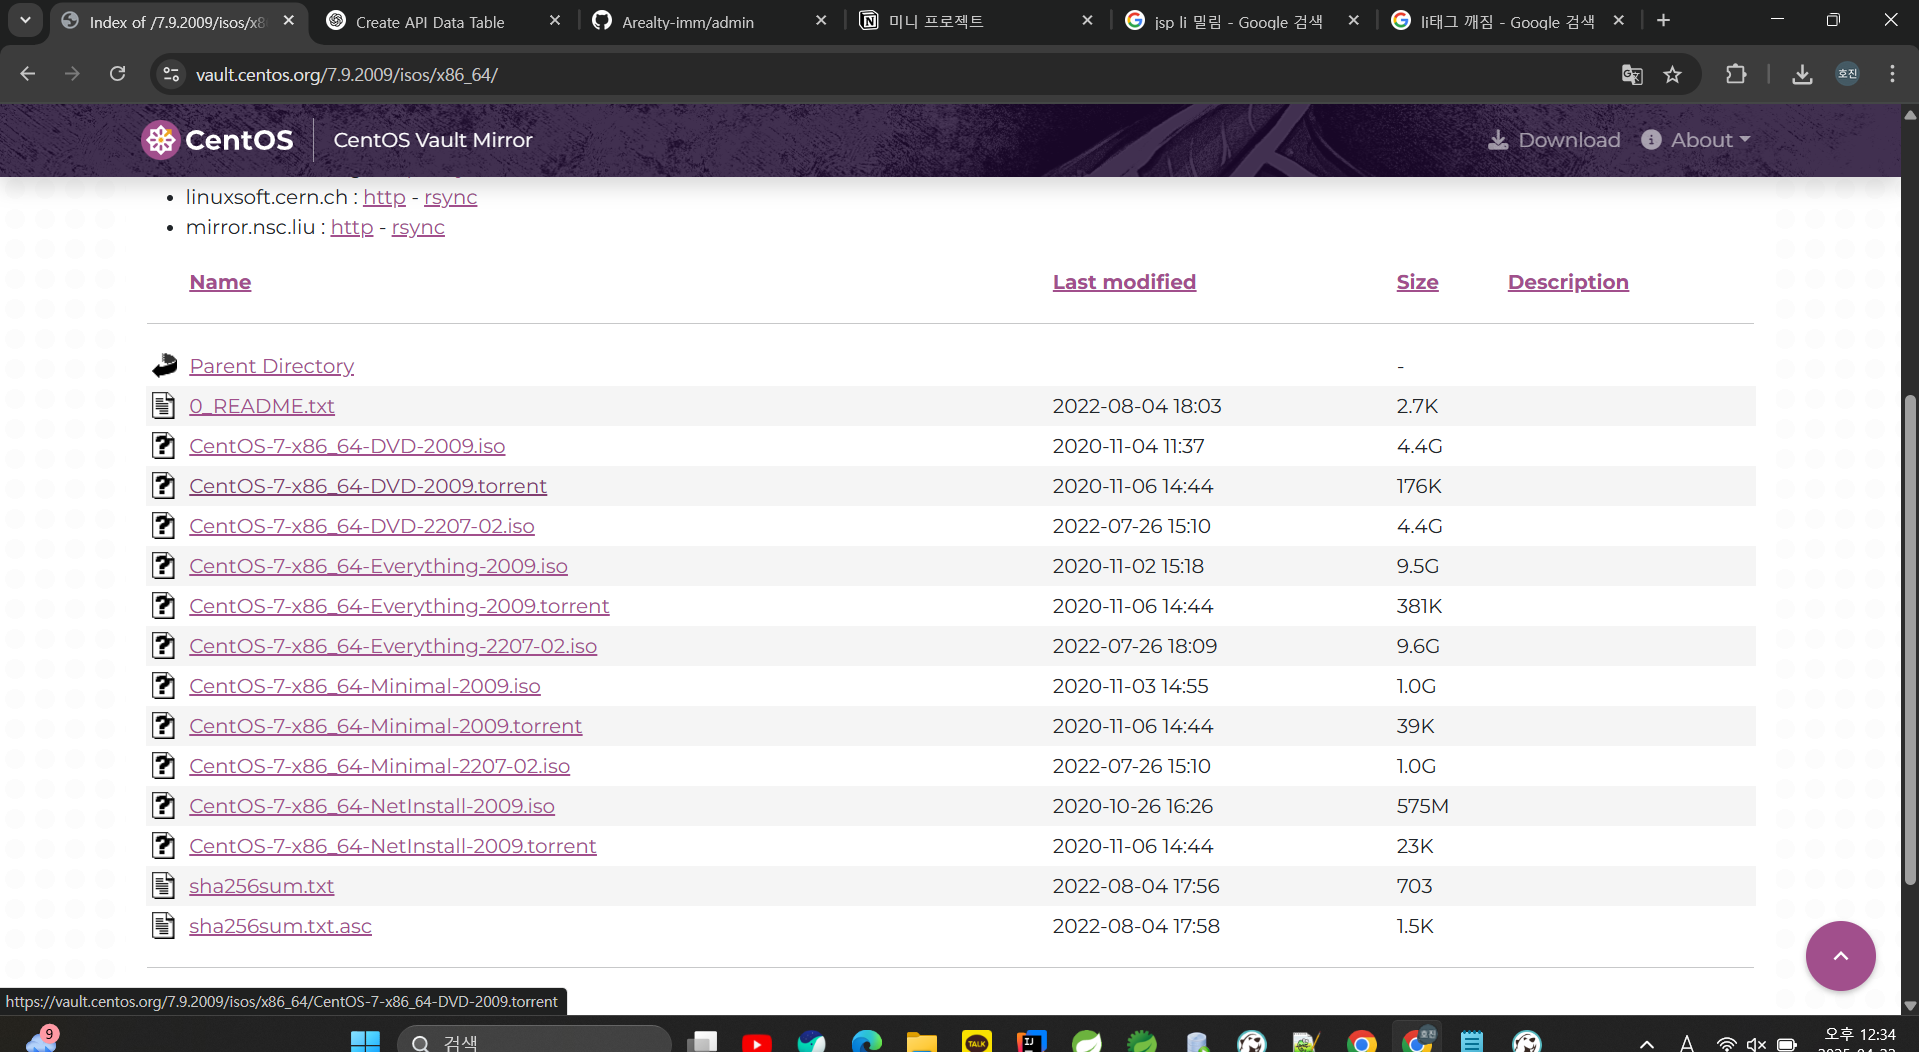 Index of /7.9.2009/isos/x8
Create API Data Table
Arealty-imm/admin
미니 프로젝트
jsp li 밀림 - Google 검색
li태그 깨짐 - Google 검색
vault.centos.org/7.9.2009/isos/x86_64/
호진
CentOS
CentOS Vault Mirror
Download
About
linuxsoft.cern.ch : http - rsync
mirror.nsc.liu : http - rsync
Name Last modified Size Description
Parent Directory -
0_README.txt 2022-08-04 18:03 2.7K
CentOS-7-x86_64-DVD-2009.iso 2020-11-04 11:37 4.4G
CentOS-7-x86_64-DVD-2009.torrent 2020-11-06 14:44 176K
CentOS-7-x86_64-DVD-2207-02.iso 2022-07-26 15:10 4.4G
CentOS-7-x86_64-Everything-2009.iso 2020-11-02 15:18 9.5G
CentOS-7-x86_64-Everything-2009.torrent 2020-11-06 14:44 381K
CentOS-7-x86_64-Everything-2207-02.iso 2022-07-26 18:09 9.6G
CentOS-7-x86_64-Minimal-2009.iso 2020-11-03 14:55 1.0G
CentOS-7-x86_64-Minimal-2009.torrent 2020-11-06 14:44 39K
CentOS-7-x86_64-Minimal-2207-02.iso 2022-07-26 15:10 1.0G
CentOS-7-x86_64-NetInstall-2009.iso 2020-10-26 16:26 575M
CentOS-7-x86_64-NetInstall-2009.torrent 2020-11-06 14:44 23K
sha256sum.txt 2022-08-04 17:56 703
sha256sum.txt.asc 2022-08-04 17:58 1.5K
https://vault.centos.org/7.9.2009/isos/x86_64/CentOS-7-x86_64-DVD-2009.torrent
9
검색
TALK
IJ
호진
A
오후 12:34